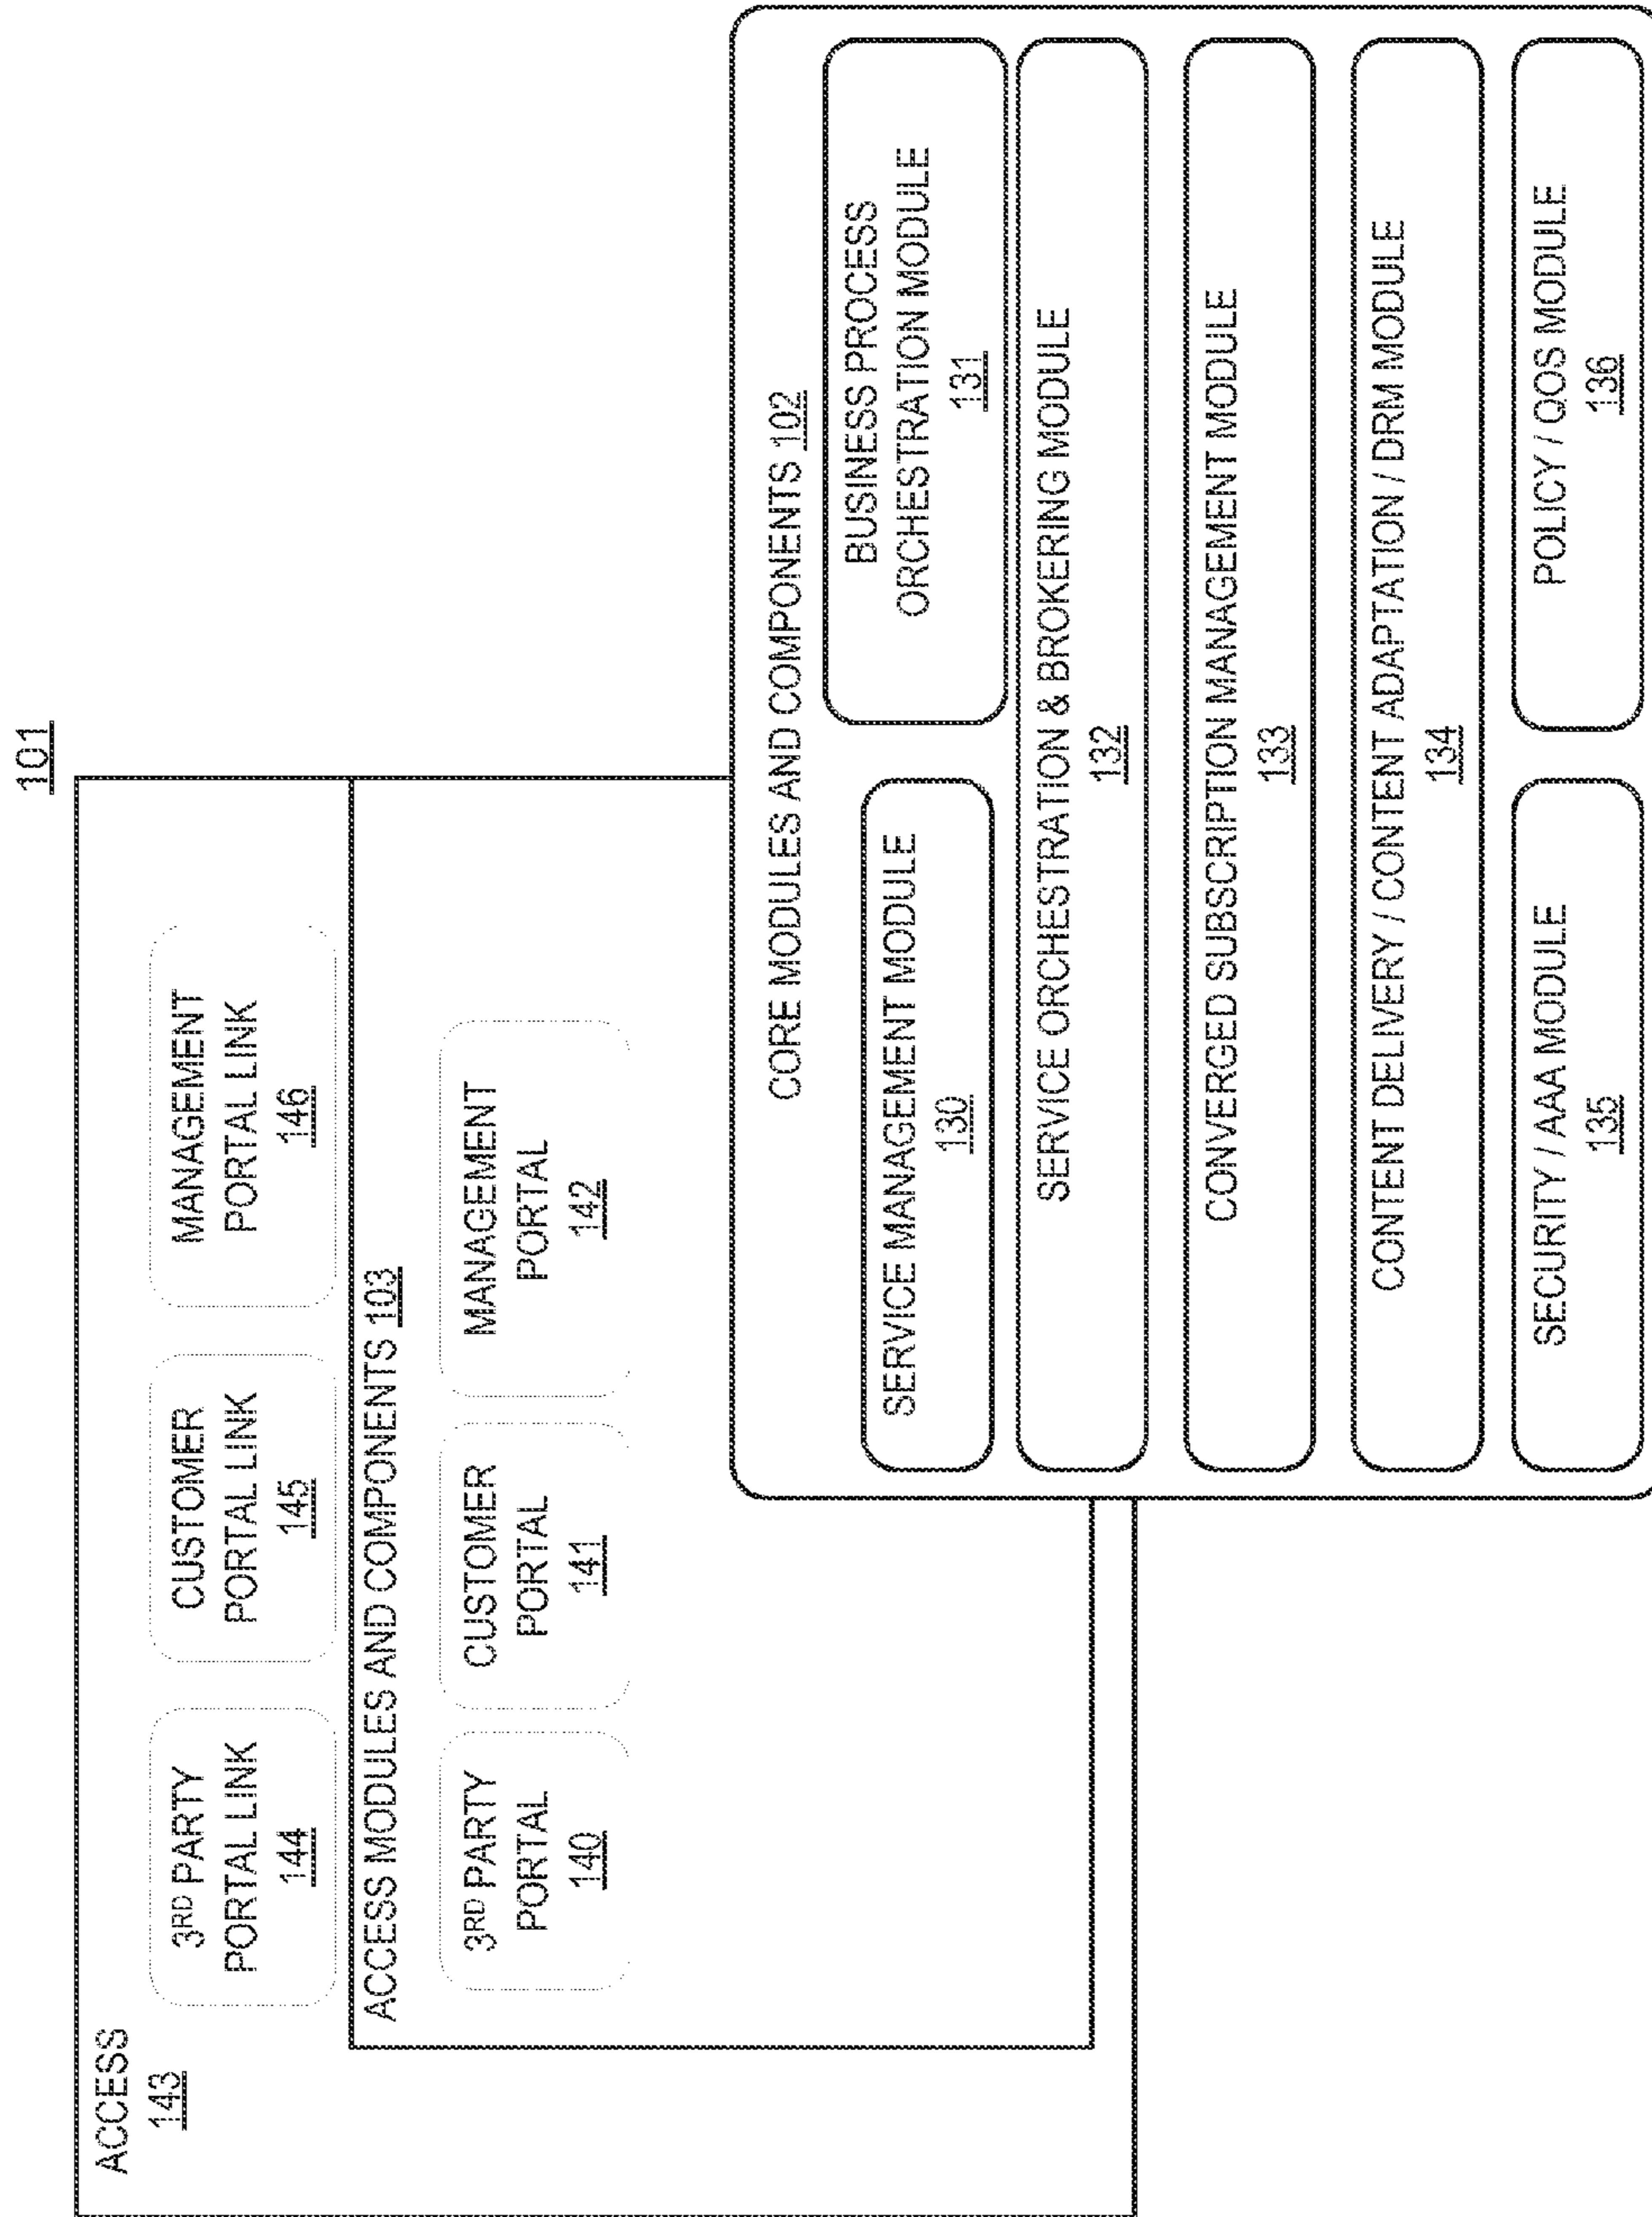 101
ACCESS
143
3RD PARTY
PORTAL LINK
144
CUSTOMER
PORTAL LINK
145
MANAGEMENT
PORTAL LINK
146
ACCESS MODULES AND COMPONENTS 103
3RD PARTY
PORTAL
140
CUSTOMER
PORTAL
141
MANAGEMENT
PORTAL
142
CORE MODULES AND COMPONENTS 102
SERVICE MANAGEMENT MODULE
130
BUSINESS PROCESS
ORCHESTRATION MODULE
131
SERVICE ORCHESTRATION & BROKERING MODULE
132
CONVERGED SUBSCRIPTION MANAGEMENT MODULE
133
CONTENT DELIVERY / CONTENT ADAPTATION / DRM MODULE
134
SECURITY / AAA MODULE
135
POLICY / QOS MODULE
136